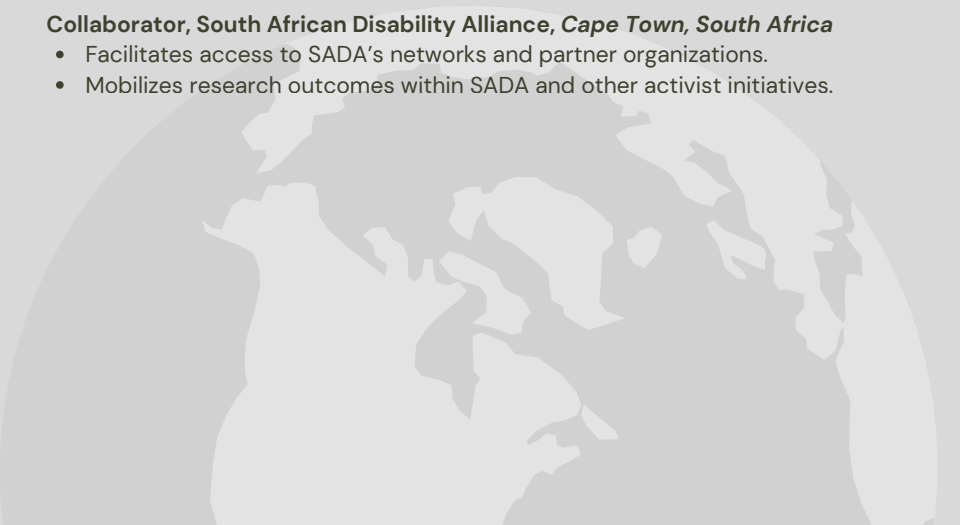 Collaborator, South African Disability Alliance, Cape Town, South Africa
• Facilitates access to SADA’s networks and partner organizations.
• Mobilizes research outcomes within SADA and other activist initiatives.